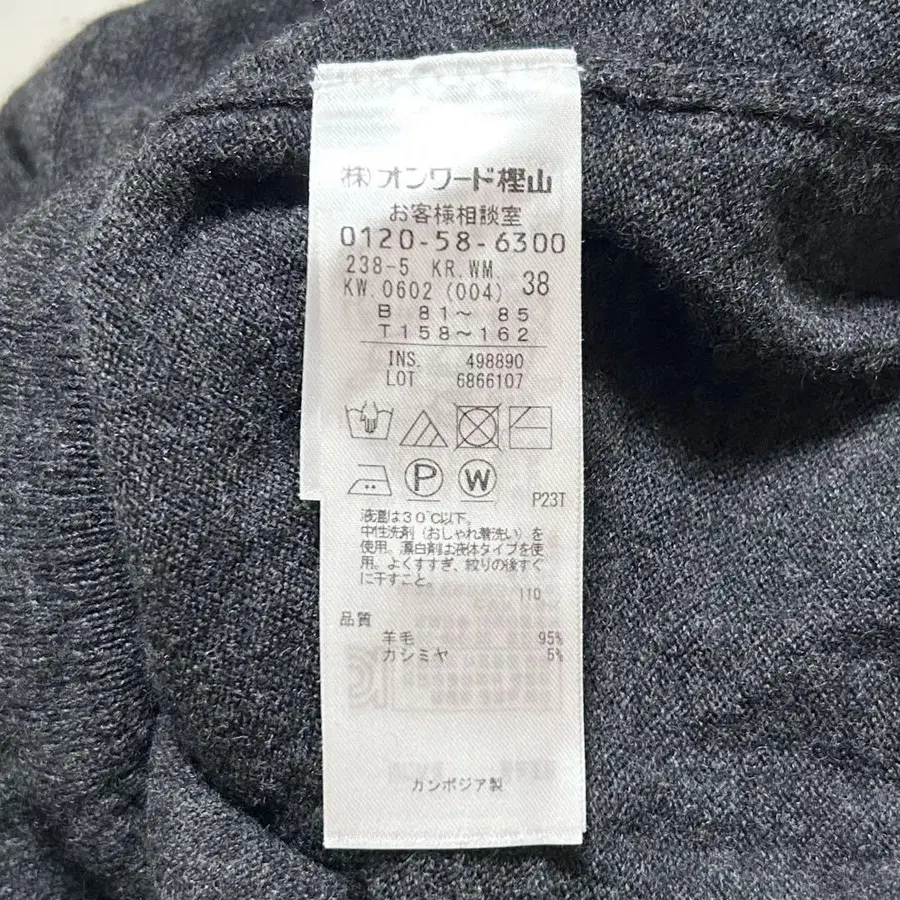 ㈱オンワード樫山
お客様相談室
0120-58-6300
238-5 KR.WM.
KW.0602(004) 38
B 81〜 85
T158〜162
INS. 498890
LOT 6866107
P W
P23T
液温は30℃以下。
中性洗剤(おしゃれ着洗い)を
使用。漂白剤は液体タイプを使
用。よくすすぎ、絞りの後すぐ
に干すこと。
110
品質
羊毛 95%
カシミヤ 5%
カンボジア製